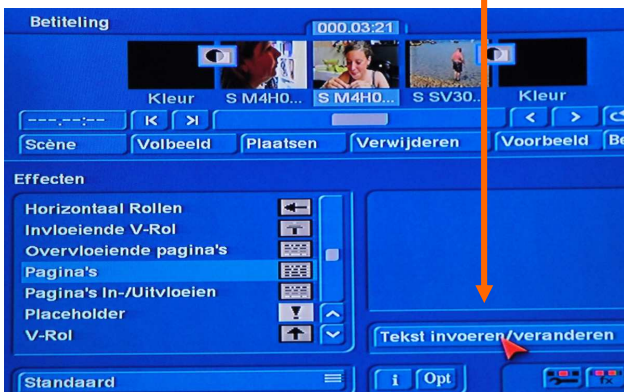 Betiteling
000.03:21
Kleur S M4H0... S M4H0... S SV30... Kleur
---.--:--
Scène Volbeeld Plaatsen Verwijderen Voorbeeld Be
Effecten
Horizontaal Rollen
Invloeiende V-Rol
Overvloeiende pagina's
Pagina's
Pagina's In-/Uitvloeien
Placeholder
V-Rol
Tekst invoeren/veranderen
Standaard
i Opt
fx